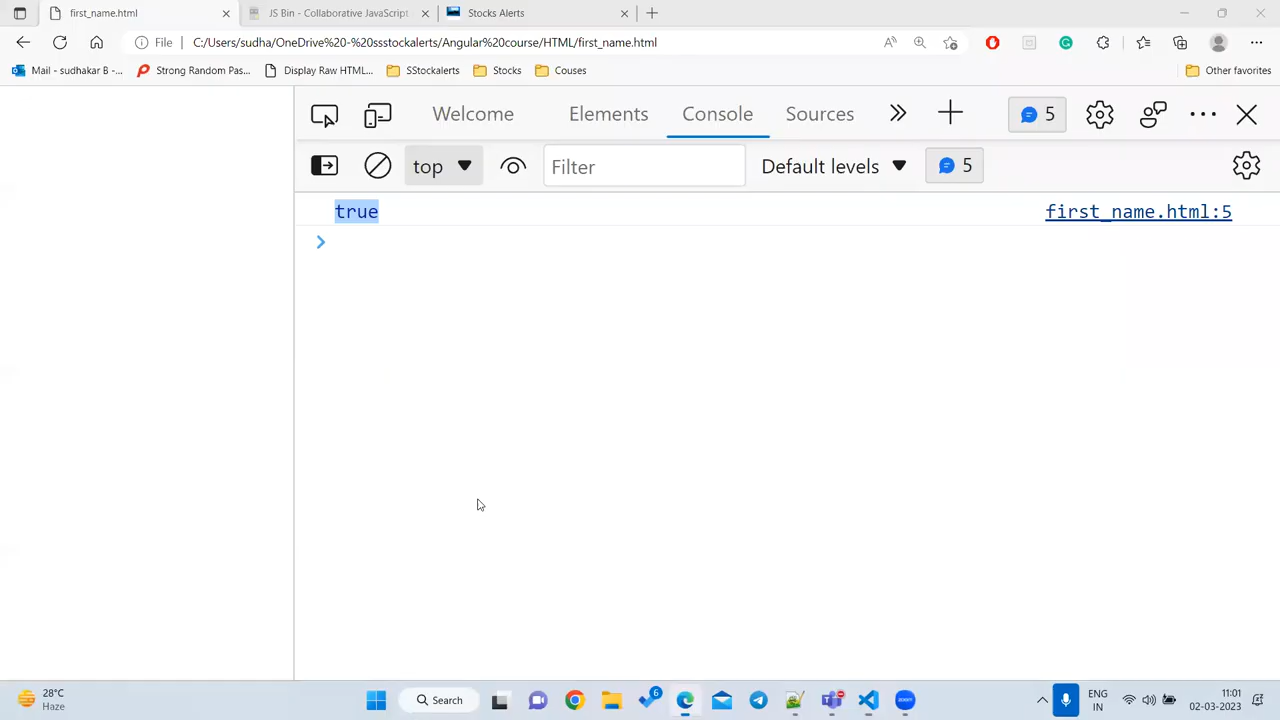 first_name.html
JS Bin - Collaborative JavaScript
Stocks Alerts
File
C:/Users/sudha/OneDrive%20-%20ssstockalerts/Angular%20course/HTML/first_name.html
Mail - sudhakar B -...
Strong Random Pas...
Display Raw HTML...
SStockalerts
Stocks
Couses
Other favorites
Welcome
Elements
Console
Sources
5
top
Filter
Default levels
5
true
first_name.html:5
28°C
Haze
Search
6
ENG
IN
11:01
02-03-2023